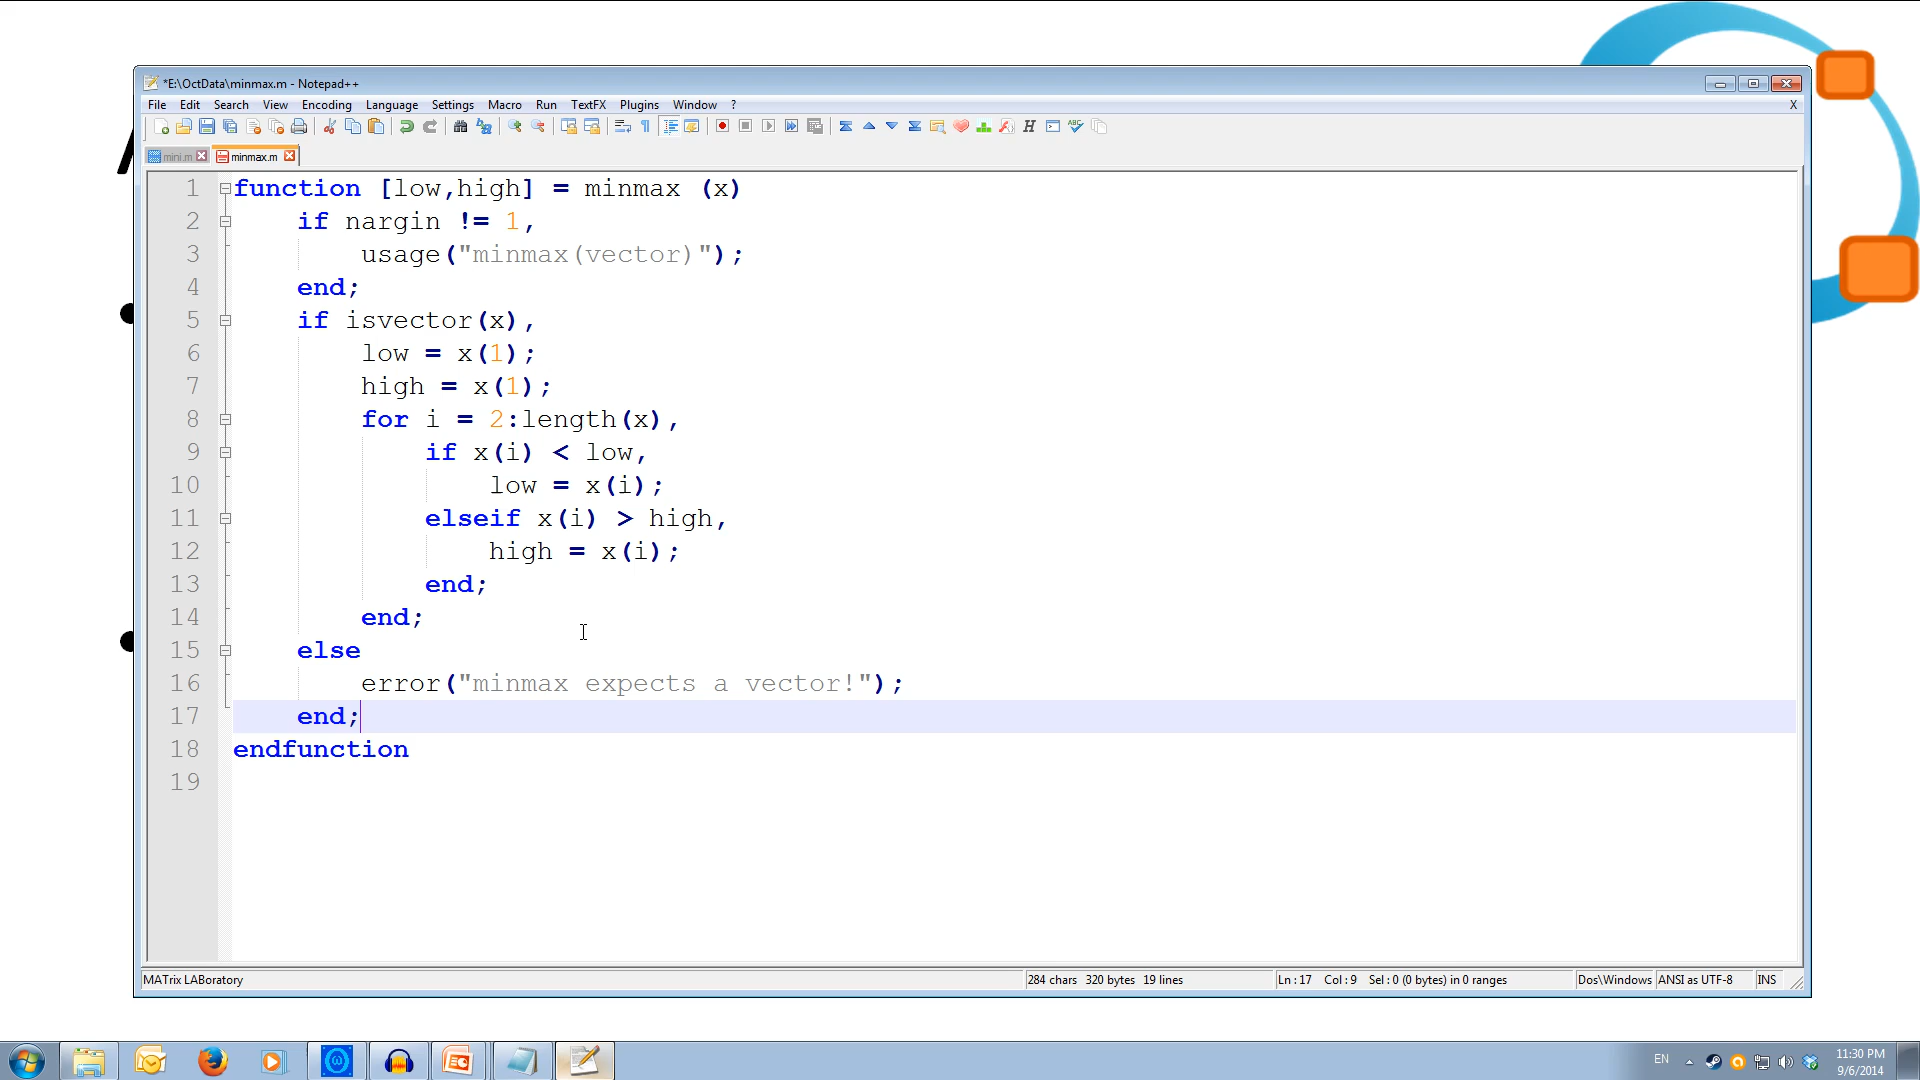 *E:\OctData\minmax.m - Notepad++
File Edit Search View Encoding Language Settings Macro Run TextFX Plugins Window ? X
mini.m minmax.m
1 function [low,high] = minmax (x)
2 if nargin != 1,
3 usage("minmax(vector)");
4 end;
5 if isvector(x),
6 low = x(1);
7 high = x(1);
8 for i = 2:length(x),
9 if x(i) < low,
10 low = x(i);
11 elseif x(i) > high,
12 high = x(i);
13 end;
14 end;
15 else
16 error("minmax expects a vector!");
17 end;
18 endfunction
19
MATrix LABoratory 284 chars 320 bytes 19 lines Ln : 17 Col : 9 Sel : 0 (0 bytes) in 0 ranges Dos\Windows ANSI as UTF-8 INS
EN 11:30 PM
9/6/2014